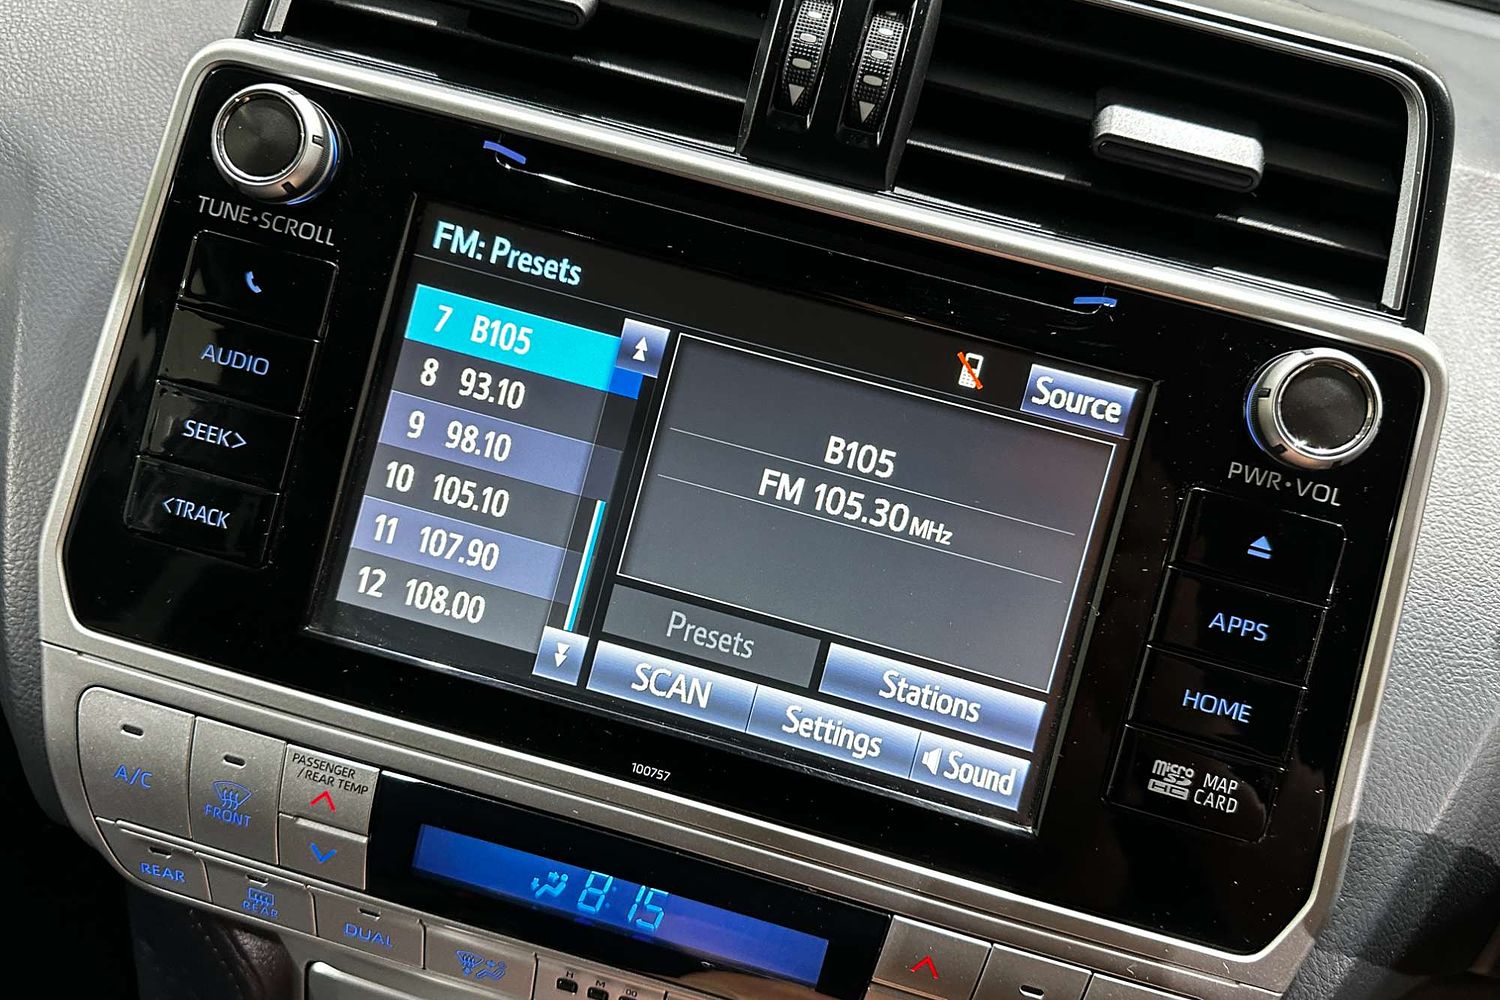 TUNE•SCROLL
AUDIO
SEEK>
<TRACK
FM: Presets
7 B105
8 93.10
9 98.10
10 105.10
11 107.90
12 108.00
Source
B105
FM 105.30MHz
Presets
Stations
SCAN
Settings
Sound
100757
PWR•VOL
APPS
HOME
micro SD HC MAP CARD
A/C
FRONT
PASSENGER
/REAR TEMP
REAR
REAR
DUAL
8:15
H
M
:00